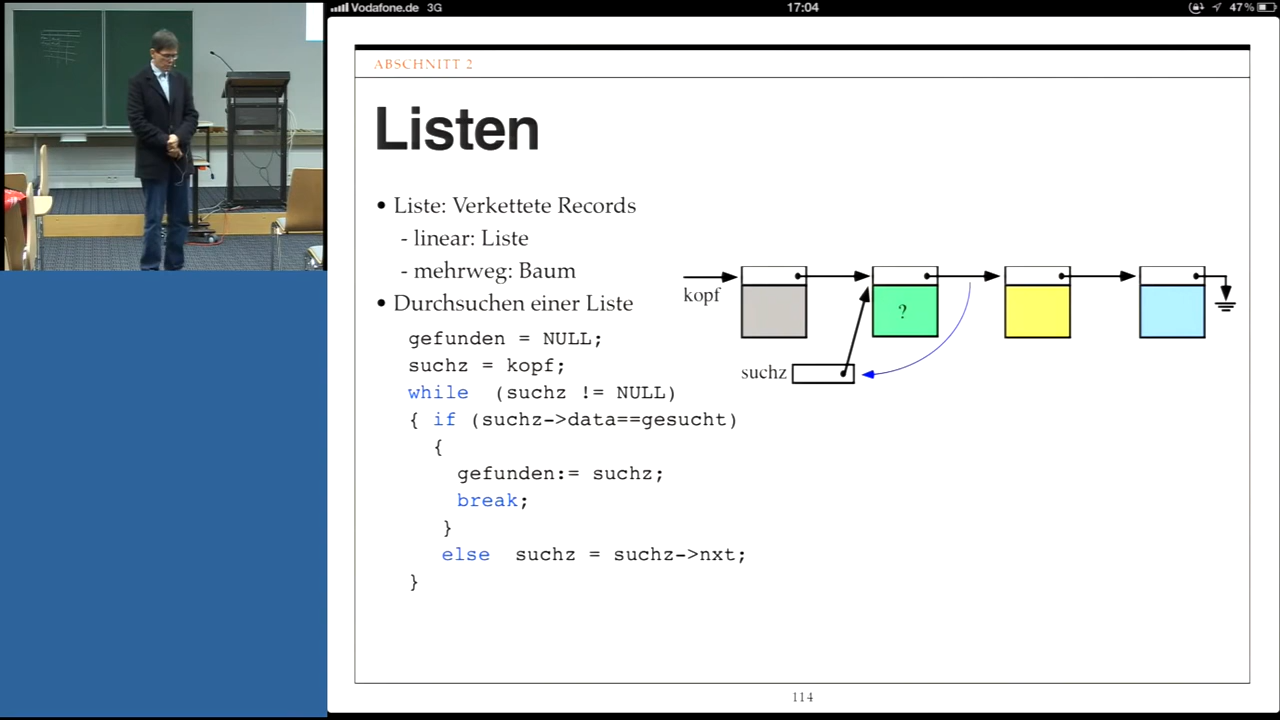 Vodafone.de 3G 17:04 47%
ABSCHNITT 2
Listen
• Liste: Verkettete Records
- linear: Liste
- mehrweg: Baum
• Durchsuchen einer Liste
gefunden = NULL;
suchz = kopf;
while (suchz != NULL)
{ if (suchz->data==gesucht)
{
gefunden:= suchz;
break;
}
else suchz = suchz->nxt;
}
kopf
?
suchz
114